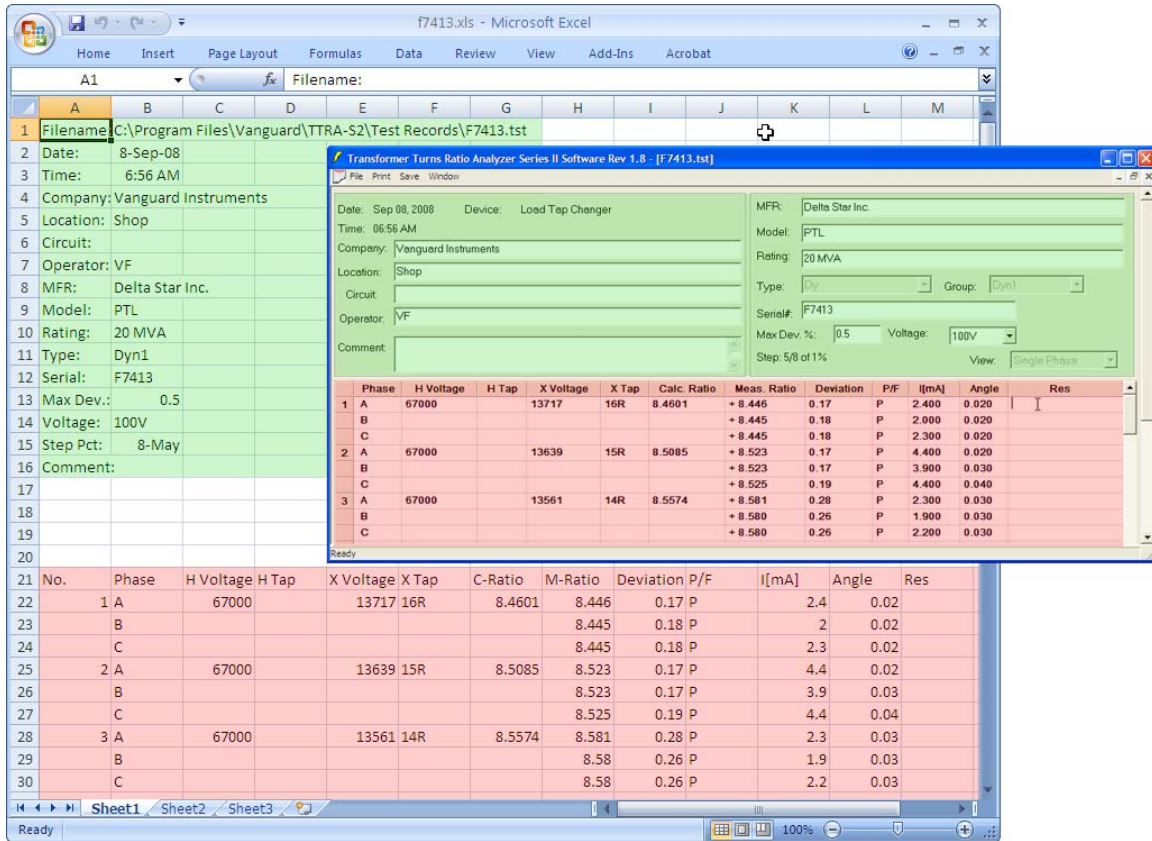 f7413.xls - Microsoft Excel
Home Insert Page Layout Formulas Data Review View Add-Ins Acrobat
A1 fx Filename:
A B C D E F G H I J K L M
1 Filename: C:\Program Files\Vanguard\TTRA-S2\Test Records\F7413.tst
2 Date: 8-Sep-08
3 Time: 6:56 AM
4 Company: Vanguard Instruments
5 Location: Shop
6 Circuit:
7 Operator: VF
8 MFR: Delta Star Inc.
9 Model: PTL
10 Rating: 20 MVA
11 Type: Dyn1
12 Serial: F7413
13 Max Dev.: 0.5
14 Voltage: 100V
15 Step Pct: 8-May
16 Comment:
17
18
19
20
Transformer Turns Ratio Analyzer Series II Software Rev 1.8 - [F7413.tst]
File Print Save Window
Date: Sep 08, 2008 Device: Load Tap Changer
Time: 06:56 AM
Company: Vanguard Instruments
Location: Shop
Circuit:
Operator: VF
Comment:
MFR: Delta Star Inc.
Model: PTL
Rating: 20 MVA
Type: Dy Group: Dyn1
Serial#: F7413
Max Dev. %: 0.5 Voltage: 100V
Step: 5/8 of 1% View: Single Phase
Phase H Voltage H Tap X Voltage X Tap Calc. Ratio Meas. Ratio Deviation P/F I[mA] Angle Res
1 A 67000 13717 16R 8.4601 + 8.446 0.17 P 2.400 0.020
B + 8.445 0.18 P 2.000 0.020
C + 8.445 0.18 P 2.300 0.020
2 A 67000 13639 15R 8.5085 + 8.523 0.17 P 4.400 0.020
B + 8.523 0.17 P 3.900 0.030
C + 8.525 0.19 P 4.400 0.040
3 A 67000 13561 14R 8.5574 + 8.581 0.28 P 2.300 0.030
B + 8.580 0.26 P 1.900 0.030
C + 8.580 0.26 P 2.200 0.030
Ready
21 No. Phase H Voltage H Tap X Voltage X Tap C-Ratio M-Ratio Deviation P/F I[mA] Angle Res
22 1 A 67000 13717 16R 8.4601 8.446 0.17 P 2.4 0.02
23 B 8.445 0.18 P 2 0.02
24 C 8.445 0.18 P 2.3 0.02
25 2 A 67000 13639 15R 8.5085 8.523 0.17 P 4.4 0.02
26 B 8.523 0.17 P 3.9 0.03
27 C 8.525 0.19 P 4.4 0.04
28 3 A 67000 13561 14R 8.5574 8.581 0.28 P 2.3 0.03
29 B 8.58 0.26 P 1.9 0.03
30 C 8.58 0.26 P 2.2 0.03
Sheet1 Sheet2 Sheet3
Ready 100%